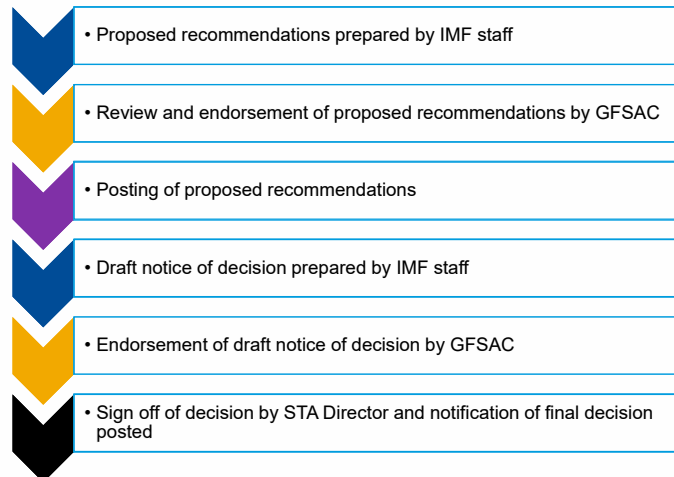 • Proposed recommendations prepared by IMF staff
• Review and endorsement of proposed recommendations by GFSAC
• Posting of proposed recommendations
• Draft notice of decision prepared by IMF staff
• Endorsement of draft notice of decision by GFSAC
• Sign off of decision by STA Director and notification of final decision
posted